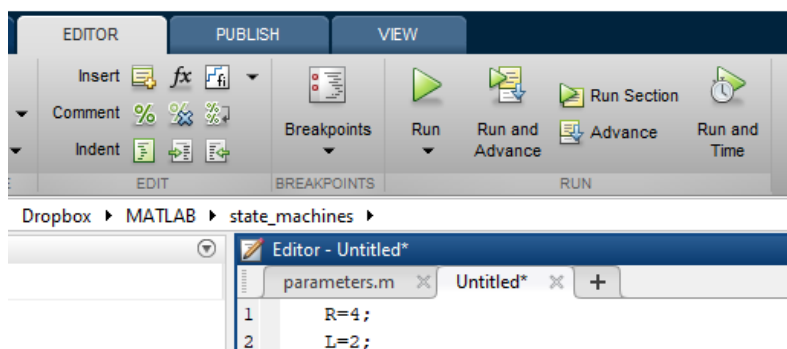 EDITOR PUBLISH VIEW
Insert fx fi
Comment % % %
Indent
Breakpoints Run Run and Advance Run Section Advance Run and Time
EDIT BREAKPOINTS RUN
Dropbox MATLAB state_machines
Editor - Untitled*
parameters.m Untitled* +
1 R=4;
2 L=2;